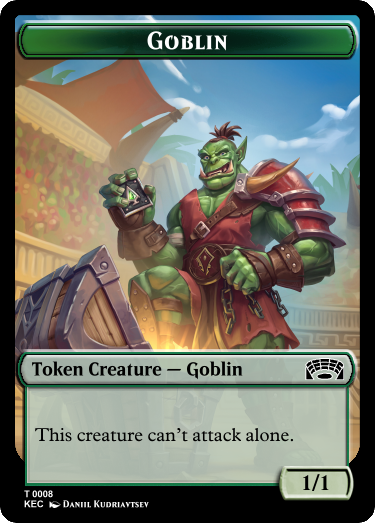 Goblin
Token Creature — Goblin
This creature can't attack alone.
1/1
T 0008
KEC Daniil Kudriavtsev